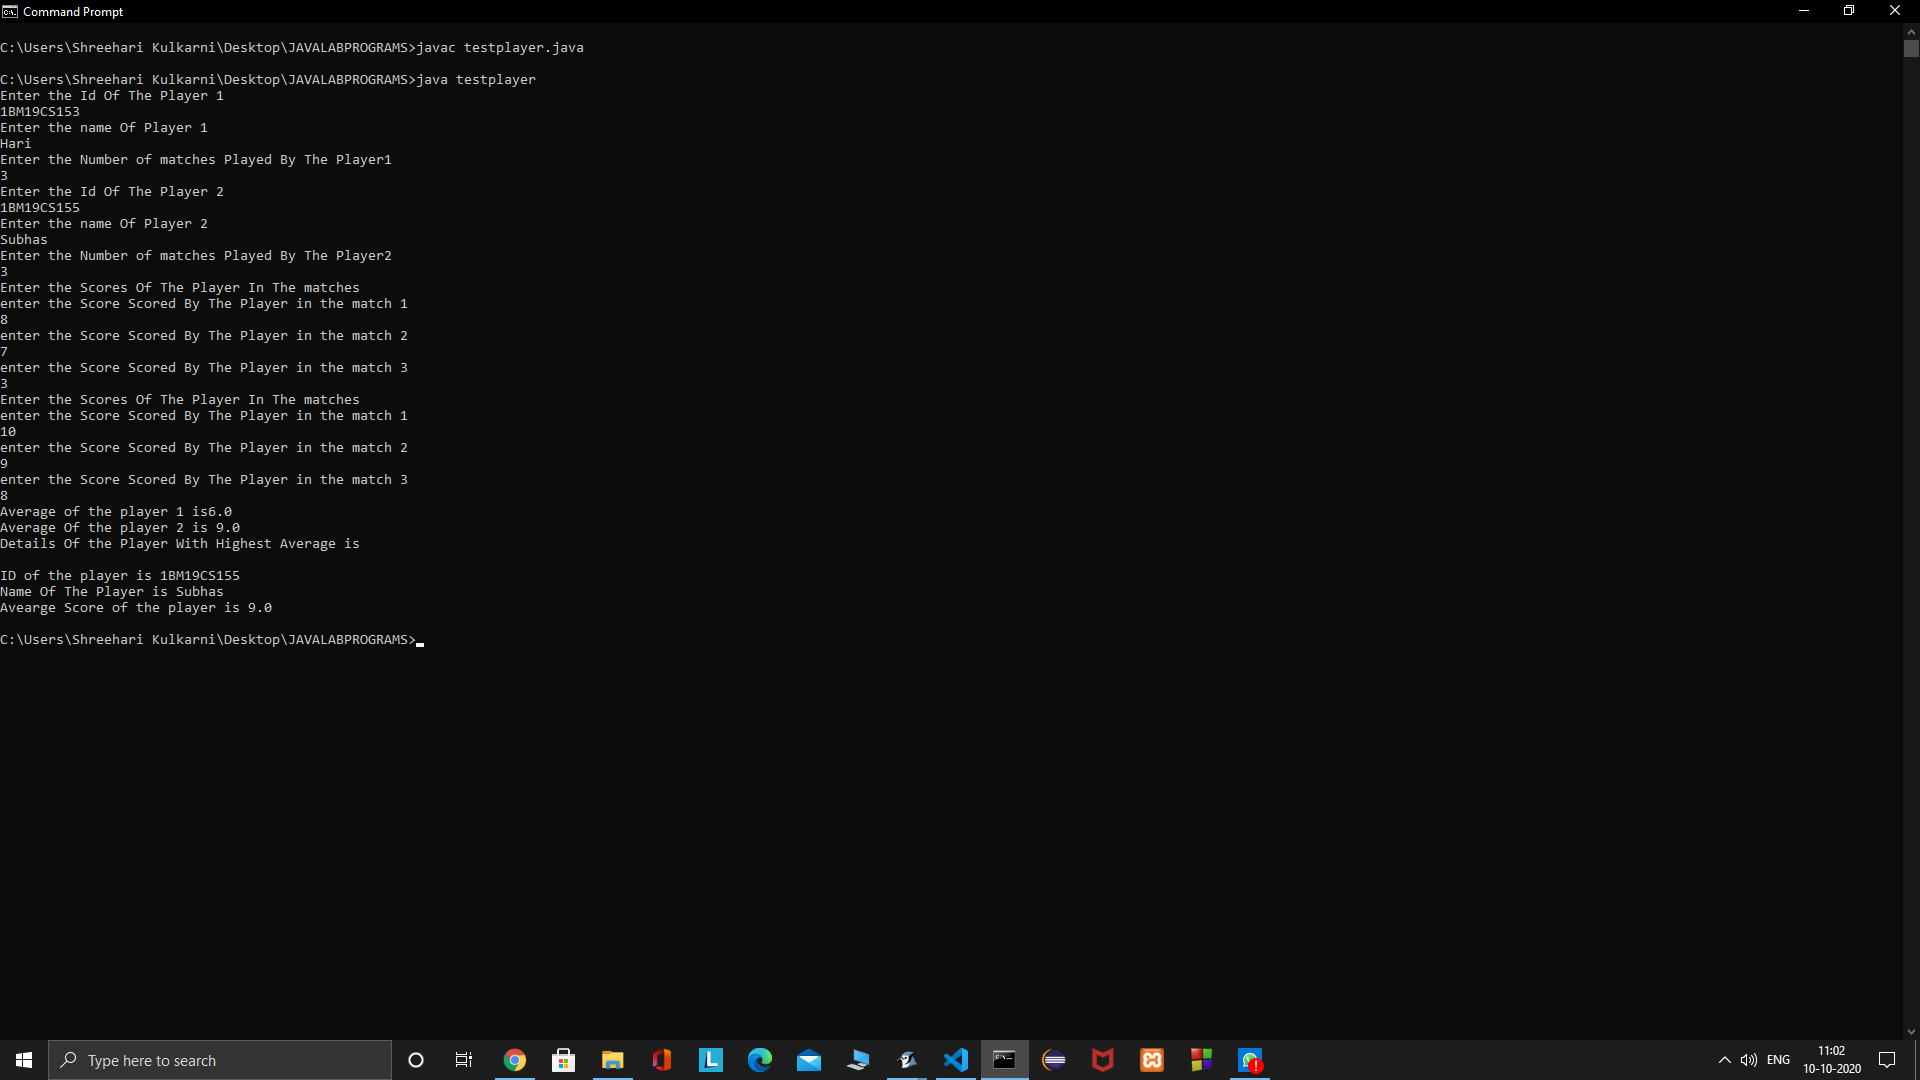 Command Prompt
C:\Users\Shreehari Kulkarni\Desktop\JAVALABPROGRAMS>javac testplayer.java
C:\Users\Shreehari Kulkarni\Desktop\JAVALABPROGRAMS>java testplayer
Enter the Id Of The Player 1
1BM19CS153
Enter the name Of Player 1
Hari
Enter the Number of matches Played By The Player1
3
Enter the Id Of The Player 2
1BM19CS155
Enter the name Of Player 2
Subhas
Enter the Number of matches Played By The Player2
3
Enter the Scores Of The Player In The matches
enter the Score Scored By The Player in the match 1
8
enter the Score Scored By The Player in the match 2
7
enter the Score Scored By The Player in the match 3
3
Enter the Scores Of The Player In The matches
enter the Score Scored By The Player in the match 1
10
enter the Score Scored By The Player in the match 2
9
enter the Score Scored By The Player in the match 3
8
Average of the player 1 is6.0
Average Of the player 2 is 9.0
Details Of the Player With Highest Average is
ID of the player is 1BM19CS155
Name Of The Player is Subhas
Avearge Score of the player is 9.0
C:\Users\Shreehari Kulkarni\Desktop\JAVALABPROGRAMS>
Type here to search
L
ENG
11:02
10-10-2020